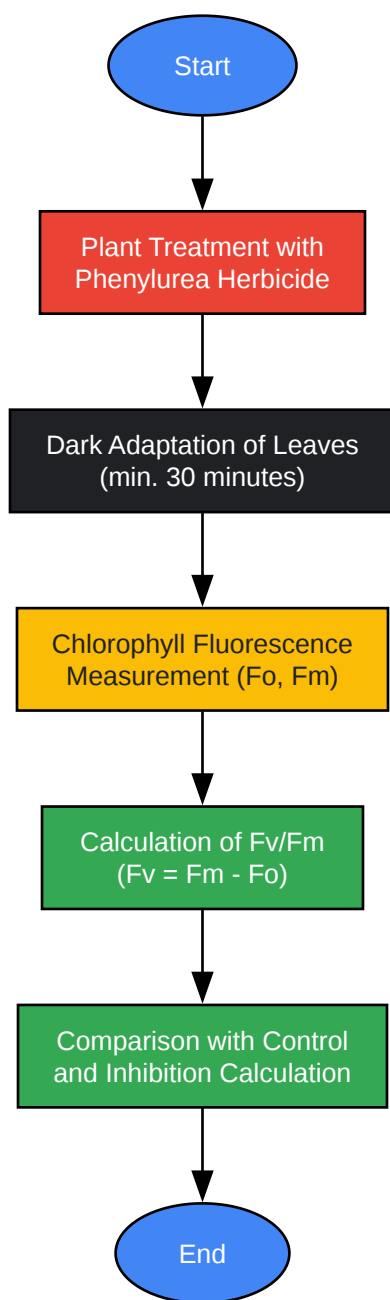 Start
Plant Treatment with
Phenylurea Herbicide
Dark Adaptation of Leaves
(min. 30 minutes)
Chlorophyll Fluorescence
Measurement (Fo, Fm)
Calculation of Fv/Fm
(Fv = Fm - Fo)
Comparison with Control
and Inhibition Calculation
End